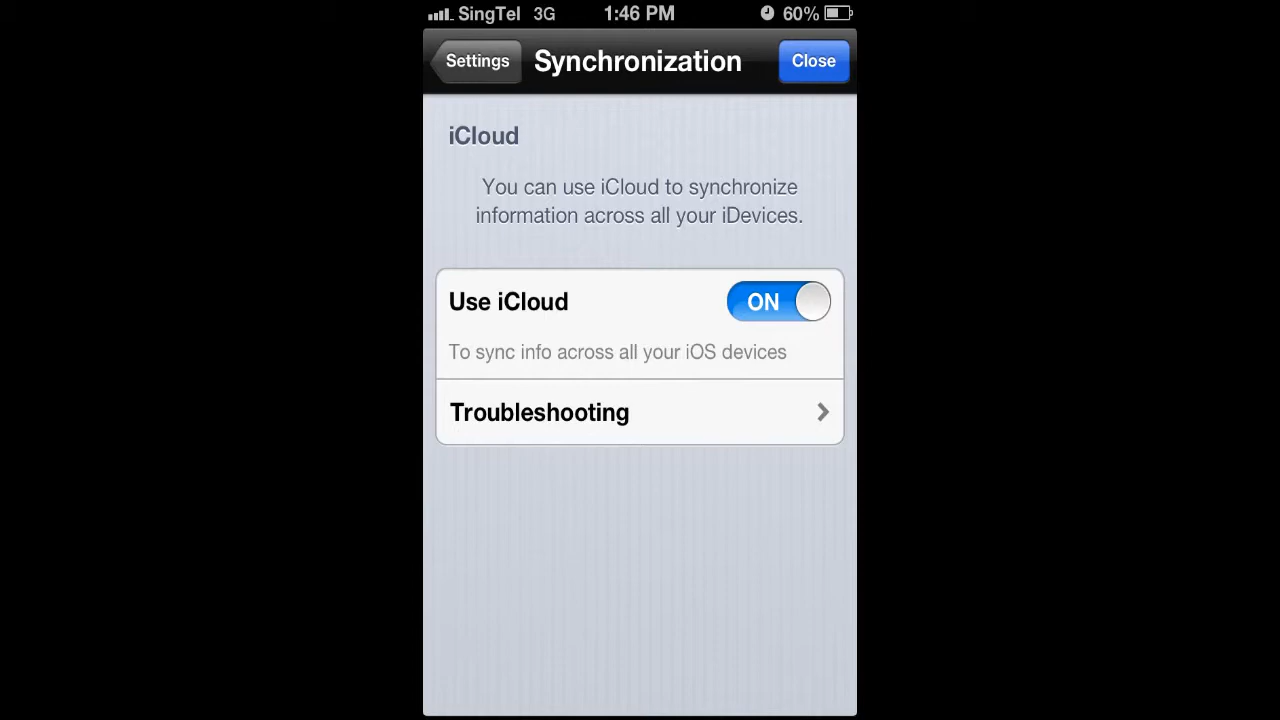 SingTel 3G 1:46 PM 60%
Settings Synchronization Close
iCloud
You can use iCloud to synchronize
information across all your iDevices.
Use iCloud ON
To sync info across all your iOS devices
Troubleshooting